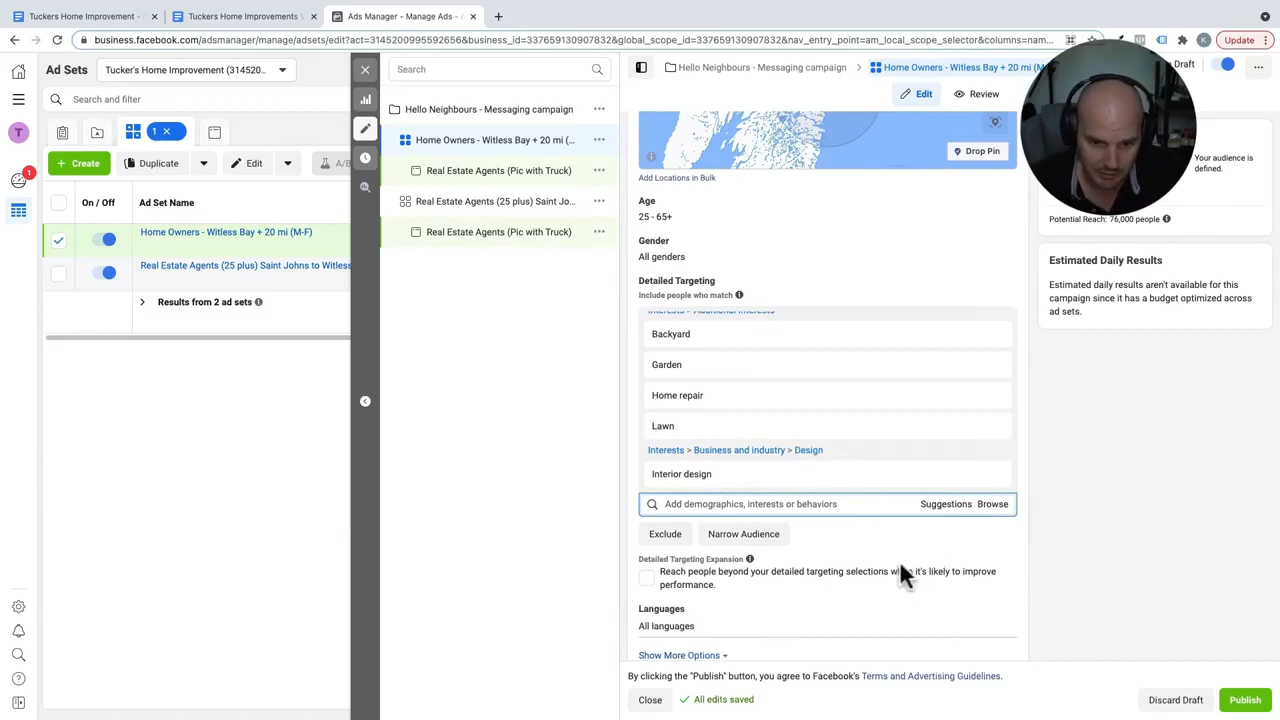 Tuckers Home Improvement -
Tuckers Home Improvements
Ads Manager - Manage Ads -
business.facebook.com/adsmanager/manage/adsets/edit?act=3145200995592656&business_id=337659130907832&global_scope_id=337659130907832&nav_entry_point=am_local_scope_selector&columns=nam...
Update
Ad Sets
Tucker's Home Improvement (314520...
Search and filter
1
T
Create
Duplicate
Edit
A/B
On / Off
Ad Set Name
Home Owners - Witless Bay + 20 mi (M-F)
Real Estate Agents (25 plus) Saint Johns to Witless
Results from 2 ad sets
1
Search
Hello Neighbours - Messaging campaign
Home Owners - Witless Bay + 20 mi (...
Real Estate Agents (Pic with Truck)
Real Estate Agents (25 plus) Saint Jo...
Real Estate Agents (Pic with Truck)
Hello Neighbours - Messaging campaign
Home Owners - Witless Bay + 20 mi (M-F
Draft
Edit
Review
Drop Pin
Add Locations in Bulk
Age
25 - 65+
Gender
All genders
Detailed Targeting
Include people who match
Interests > Additional Interests
Backyard
Garden
Home repair
Lawn
Interests > Business and industry > Design
Interior design
Add demographics, interests or behaviors
Suggestions
Browse
Exclude
Narrow Audience
Detailed Targeting Expansion
Reach people beyond your detailed targeting selections when it's likely to improve
performance.
Languages
All languages
Show More Options
Your audience is
defined.
Potential Reach: 76,000 people
Estimated Daily Results
Estimated daily results aren't available for this
campaign since it has a budget optimized across
ad sets.
By clicking the "Publish" button, you agree to Facebook's Terms and Advertising Guidelines.
Close
All edits saved
Discard Draft
Publish